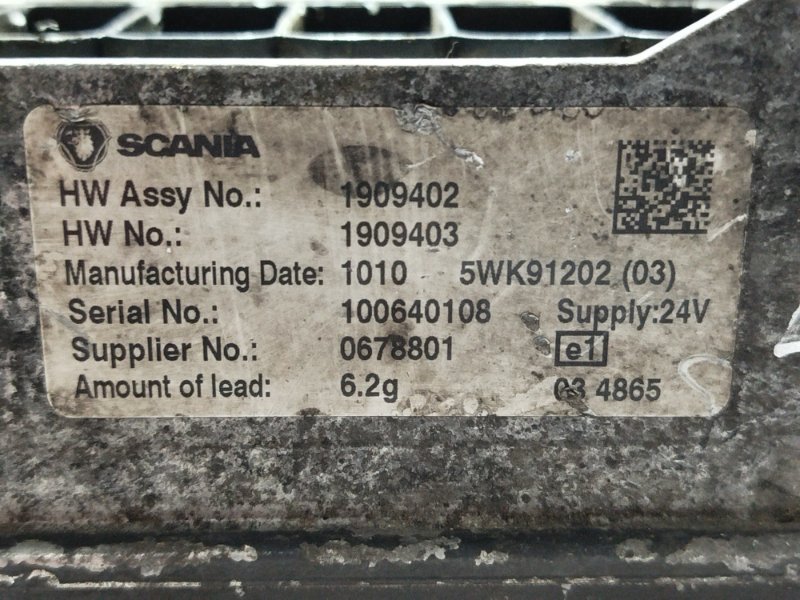 SCANIA
HW Assy No.: 1909402
HW No.: 1909403
Manufacturing Date: 1010 5WK91202 (03)
Serial No.: 100640108 Supply:24V
Supplier No.: 0678801 e1
Amount of lead: 6.2g 03 4865